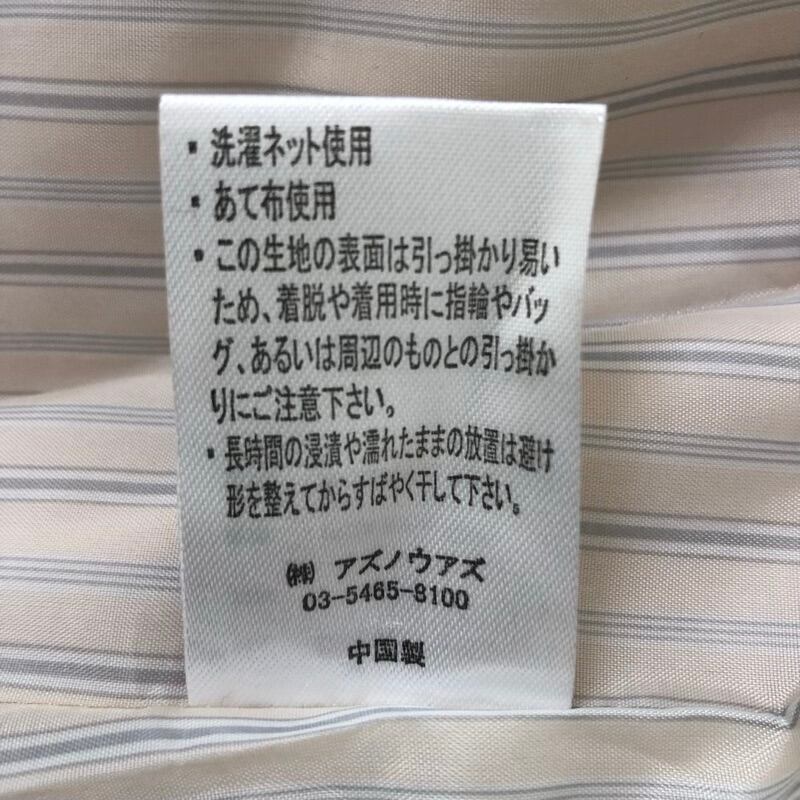 ・洗濯ネット使用
・あて布使用
・この生地の表面は引っ掛かり易い
ため、着脱や着用時に指輪やバッ
グ、あるいは周辺のものとの引っ掛か
りにご注意下さい。
・長時間の浸漬や濡れたままの放置は避け
形を整えてからすばやく干して下さい。
㈱ アズノウアズ
03-5465-8100
中国製